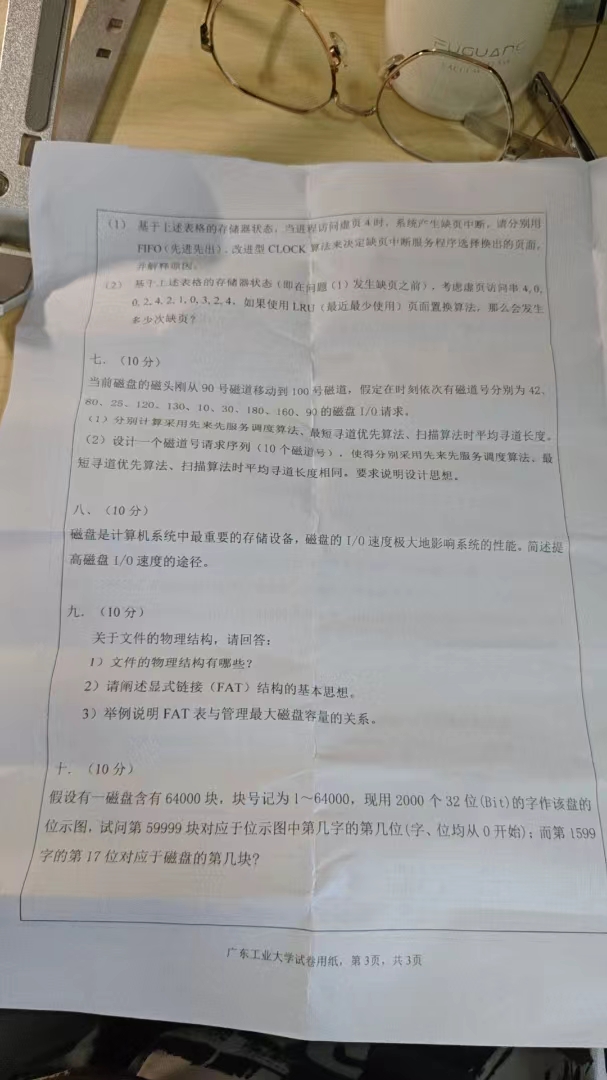 FUGUANG
(1) 基于上述表格的存储器状态，当进程访问虚页4时，系统产生缺页中断，请分别用
FIFO（先进先出）、改进型 CLOCK 算法来决定缺页中断服务程序选择换出的页面，
并解释原因。
(2) 基于上述表格的存储器状态（即在问题（1）发生缺页之前），考虑虚页访问串 4, 0,
0, 2, 4, 2, 1, 0, 3, 2, 4, 如果使用 LRU（最近最少使用）页面置换算法，那么会发生
多少次缺页？
七．（10分）
当前磁盘的磁头刚从90号磁道移动到100号磁道，假定在时刻依次有磁道号分别为42、
80、25、120、130、10、30、180、160、90的磁盘 I/O 请求。
（1）分别计算采用先来先服务调度算法、最短寻道优先算法、扫描算法时平均寻道长度。
（2）设计一个磁道号请求序列（10个磁道号），使得分别采用先来先服务调度算法、最
短寻道优先算法、扫描算法时平均寻道长度相同。要求说明设计思想。
八、（10分）
磁盘是计算机系统中最重要的存储设备，磁盘的 I/O 速度极大地影响系统的性能。简述提
高磁盘 I/O 速度的途径。
九．（10分）
关于文件的物理结构，请回答：
1）文件的物理结构有哪些？
2）请阐述显式链接（FAT）结构的基本思想。
3）举例说明 FAT 表与管理最大磁盘容量的关系。
十．（10分）
假设有一磁盘含有64000块，块号记为1～64000，现用2000个32位(Bit)的字作该盘的
位示图，试问第59999块对应于位示图中第几字的第几位(字、位均从0开始)；而第1599
字的第17位对应于磁盘的第几块?
广东工业大学试卷用纸，第3页，共3页